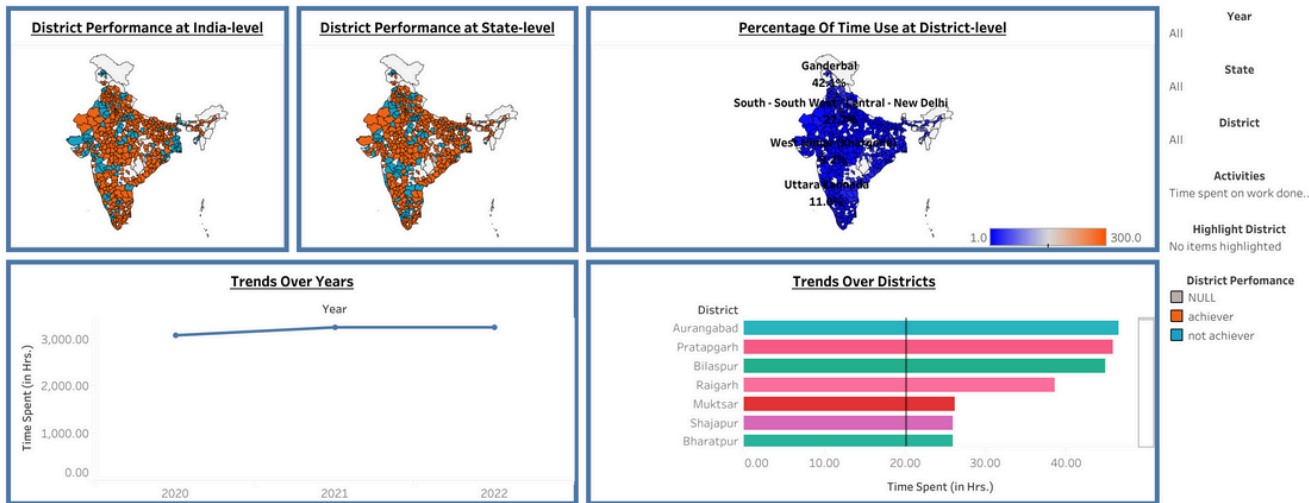 District Performance at India-level
District Performance at State-level
Percentage Of Time Use at District-level
Ganderbal
42.1%
South - South West - Central - New Delhi
Uttara Kannada
11.0%
1.0
300.0
Year
All
State
All
District
All
Activities
Time spent on work done..
Highlight District
No items highlighted
District Perfomance
NULL
achiever
not achiever
Trends Over Years
Year
Time Spent (in Hrs.)
3,000.00
2,000.00
1,000.00
0.00
2020
2021
2022
Trends Over Districts
District
Aurangabad
Pratapgarh
Bilaspur
Raigarh
Muktsar
Shajapur
Bharatpur
0.00
10.00
20.00
30.00
40.00
Time Spent (in Hrs.)